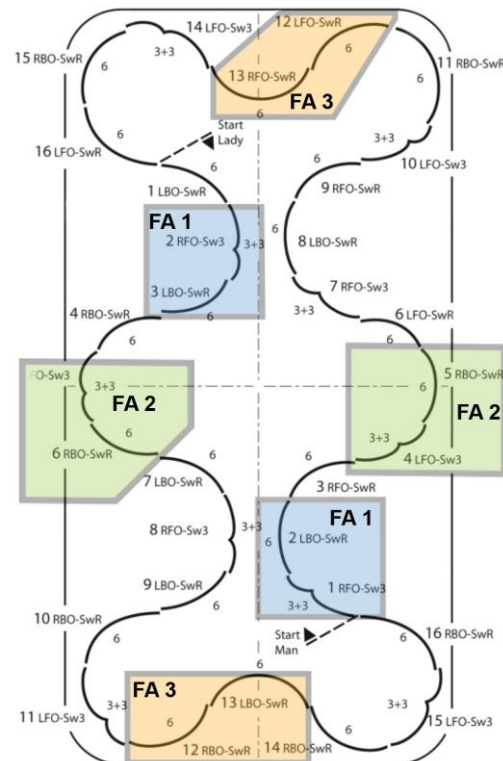 14 LFO-Sw3
12 LFO-SwR
15 RBO-SwR
3+3
6
6
6
11 RBO-SwR
13 RFO-SwR
FA 3
6
Start
Lady
3+3
16 LFO-SwR
6
6
10 LFO-Sw3
1 LBO-SwR
9 RFO-SwR
FA 1
6
2 RFO-Sw3
3+3
8 LBO-SwR
3 LBO-SwR
7 RFO-Sw3
4 RBO-SwR
6
3+3
6 LFO-SwR
6
6
5 RBO-SwR
3+3
6
FA 2
FA 2
6
3+3
6 RBO-SwR
4 LFO-Sw3
7 LBO-SwR
6
6
3 RFO-SwR
FA 1
8 RFO-Sw3
3+3
6
2 LBO-SwR
9 LBO-SwR
1 RFO-Sw3
6
3+3
10 RBO-SwR
Start
Man
16 RBO-SwR
6
6
FA 3
6
3+3
13 LBO-SwR
3+3
11 LFO-Sw3
6
6
15 LFO-Sw3
12 RBO-SwR
14 RBO-SwR